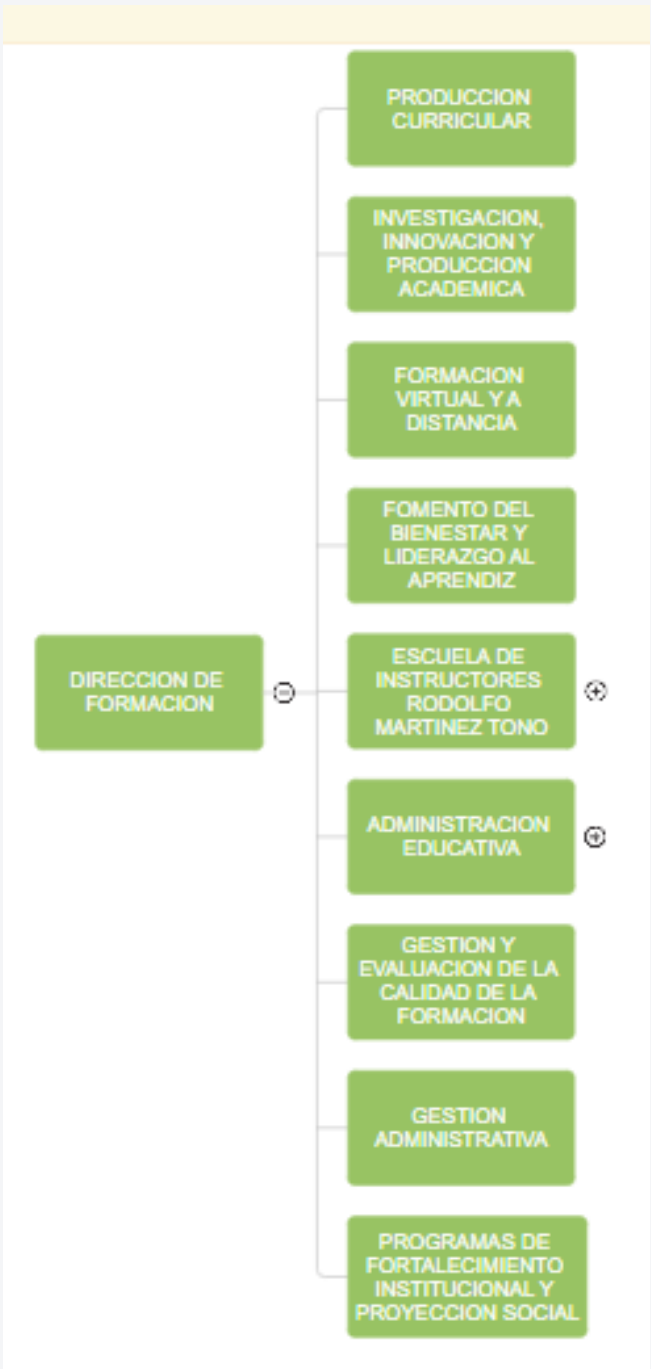 PRODUCCION
CURRICULAR
INVESTIGACION,
INNOVACION Y
PRODUCCION
ACADEMICA
FORMACION
VIRTUAL Y A
DISTANCIA
FOMENTO DEL
BIENESTAR Y
LIDERAZGO AL
APRENDIZ
DIRECCION DE
FORMACION
ESCUELA DE
INSTRUCTORES
RODOLFO
MARTINEZ TONO
ADMINISTRACION
EDUCATIVA
GESTION Y
EVALUACION DE LA
CALIDAD DE LA
FORMACION
GESTION
ADMINISTRATIVA
PROGRAMAS DE
FORTALECIMIENTO
INSTITUCIONAL Y
PROYECCION SOCIAL